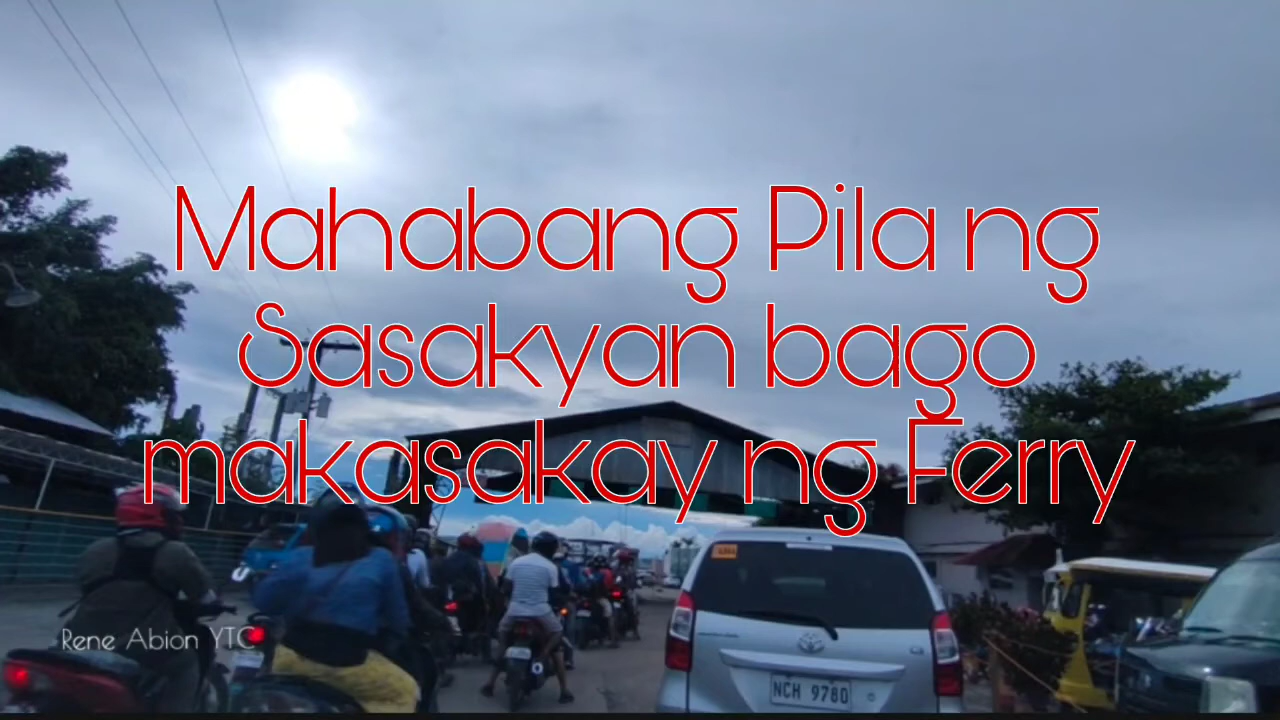 Mahabang Pila ng
Sasakyan bago
makasakay ng Ferry
Rene Abion YTC
NCH 9780